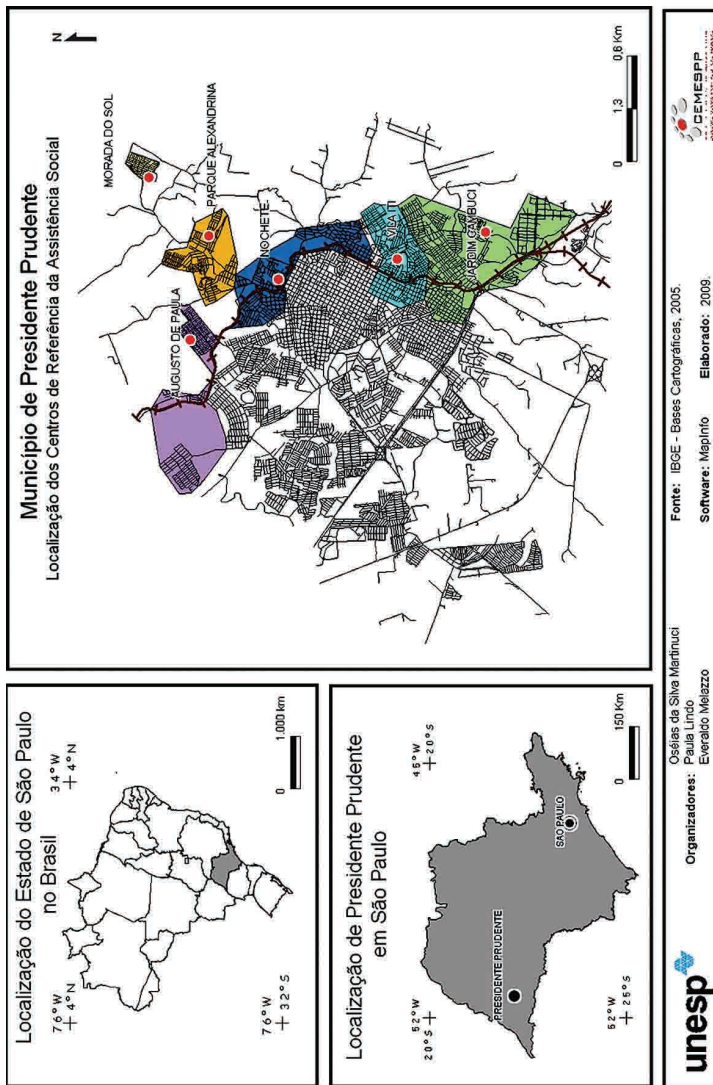 Localização do Estado de São Paulo
no Brasil
76°W
4°N
34°W
4°N
76°W
32°S
0
1.000 km
Localização de Presidente Prudente
em São Paulo
52°W
20°S
45°W
20°S
PRESIDENTE PRUDENTE
SAO PAULO
52°W
25°S
0
150 Km
Municipio de Presidente Prudente
Localização dos Centros de Referência da Assistência Social
N
MORADA DO SOL
PARQUE ALEXANDRINA
AUGUSTO DE PAULA
NOCHETE
JARDIM CAMBUCI
0
1.3
0,6 Km
unesp
Organizadores: Oséias da Silva Martinuci
Paula Lindo
Everaldo Melazzo
Fonte: IBGE - Bases Cartográficas, 2005.
Software: MapInfo Elaborado: 2009.
CEMESPP